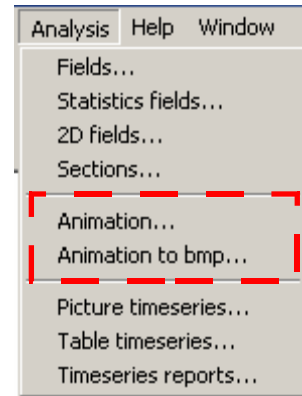 Analysis Help Window
Fields...
Statistics fields...
2D fields...
Sections...
Animation...
Animation to bmp...
Picture timeseries...
Table timeseries...
Timeseries reports...